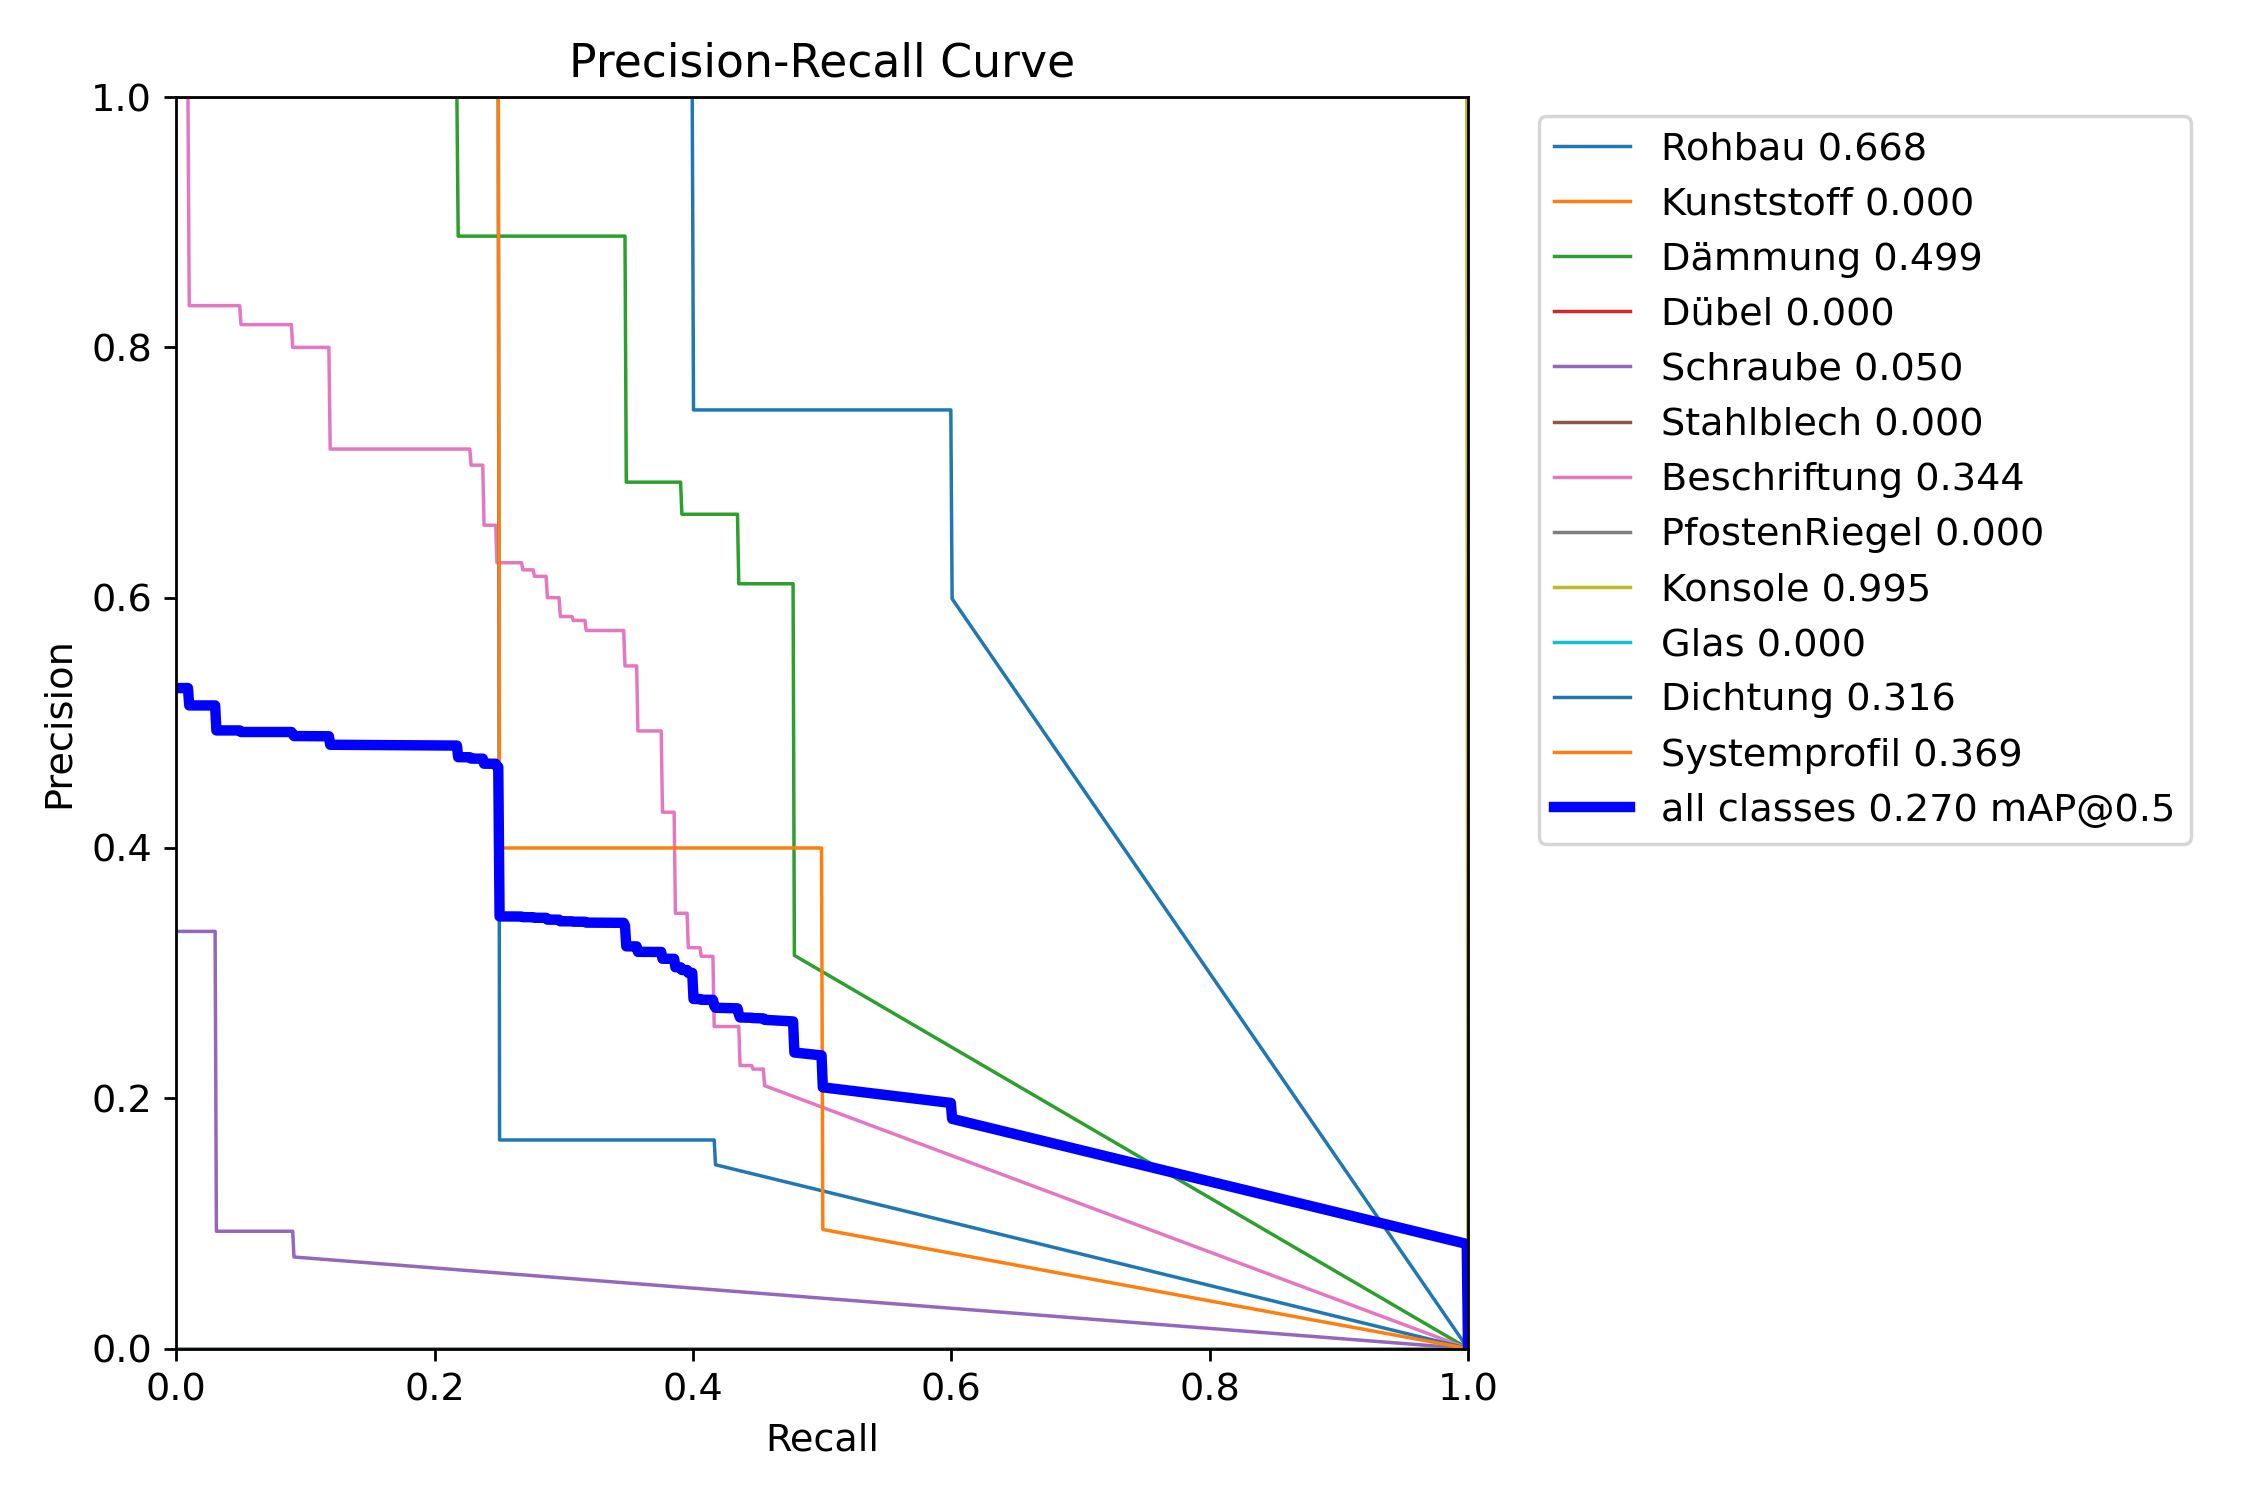 Precision-Recall Curve
1.0
0.8
0.6
0.4
0.2
0.0
Precision
0.0 0.2 0.4 0.6 0.8 1.0
Recall
Rohbau 0.668
Kunststoff 0.000
Dämmung 0.499
Dübel 0.000
Schraube 0.050
Stahlblech 0.000
Beschriftung 0.344
PfostenRiegel 0.000
Konsole 0.995
Glas 0.000
Dichtung 0.316
Systemprofil 0.369
all classes 0.270 mAP@0.5